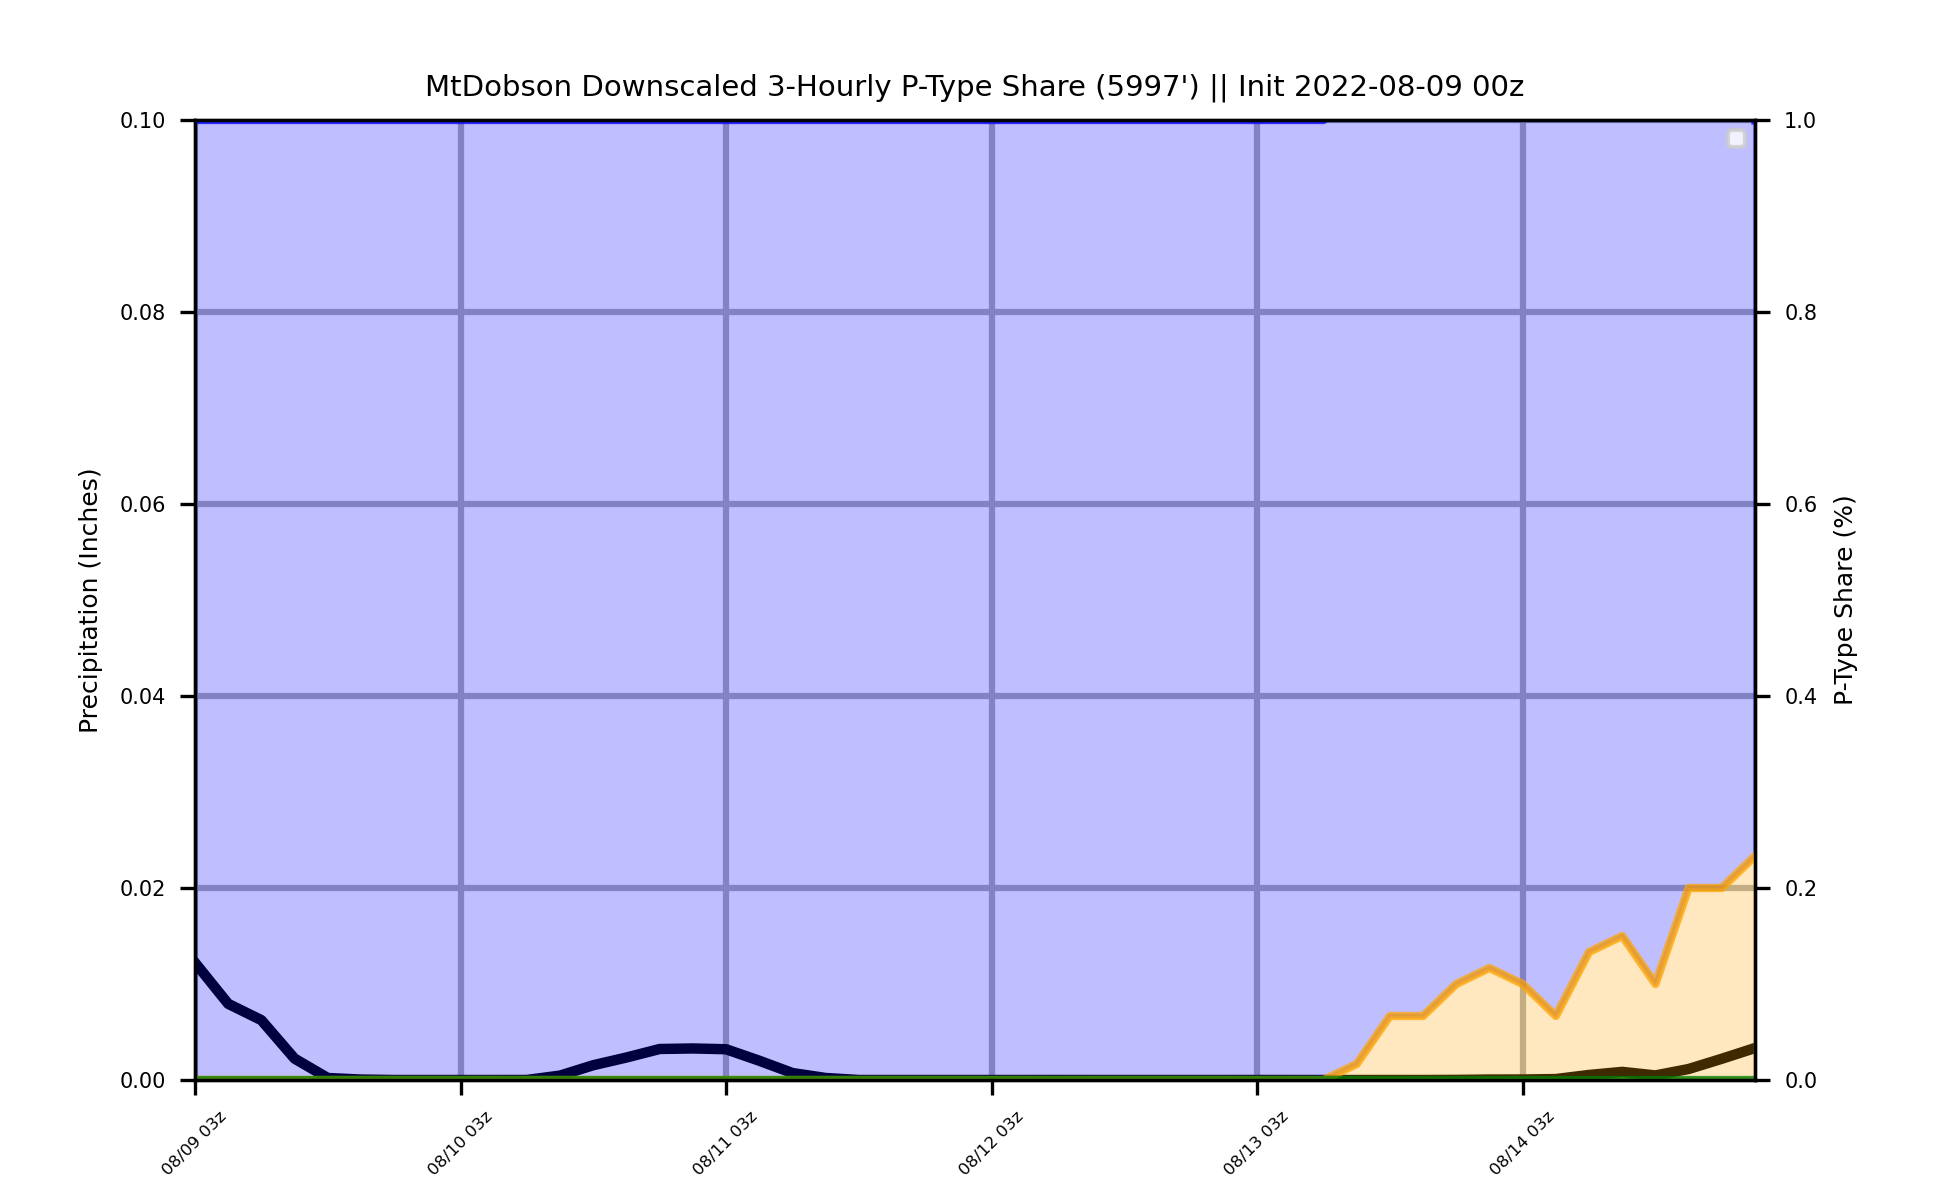 MtDobson Downscaled 3-Hourly P-Type Share (5997') || Init 2022-08-09 00z
Precipitation (Inches)
0.10
0.08
0.06
0.04
0.02
0.00
1.0
0.8
0.6
0.4
0.2
0.0
P-Type Share (%)
08/09 03z
08/10 03z
08/11 03z
08/12 03z
08/13 03z
08/14 03z